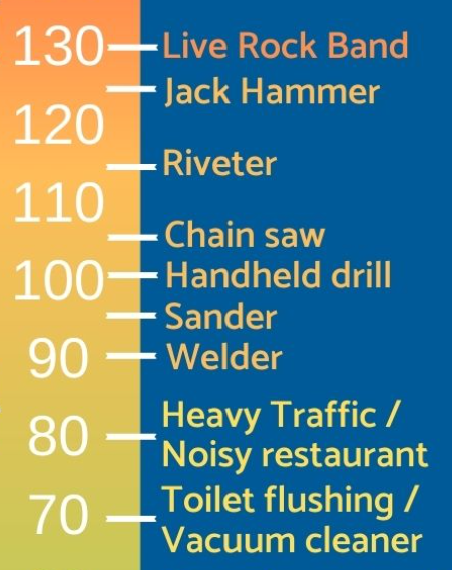 130 Live Rock Band
Jack Hammer
120
Riveter
110
Chain saw
100 Handheld drill
Sander
90 Welder
80 Heavy Traffic /
Noisy restaurant
70 Toilet flushing /
Vacuum cleaner